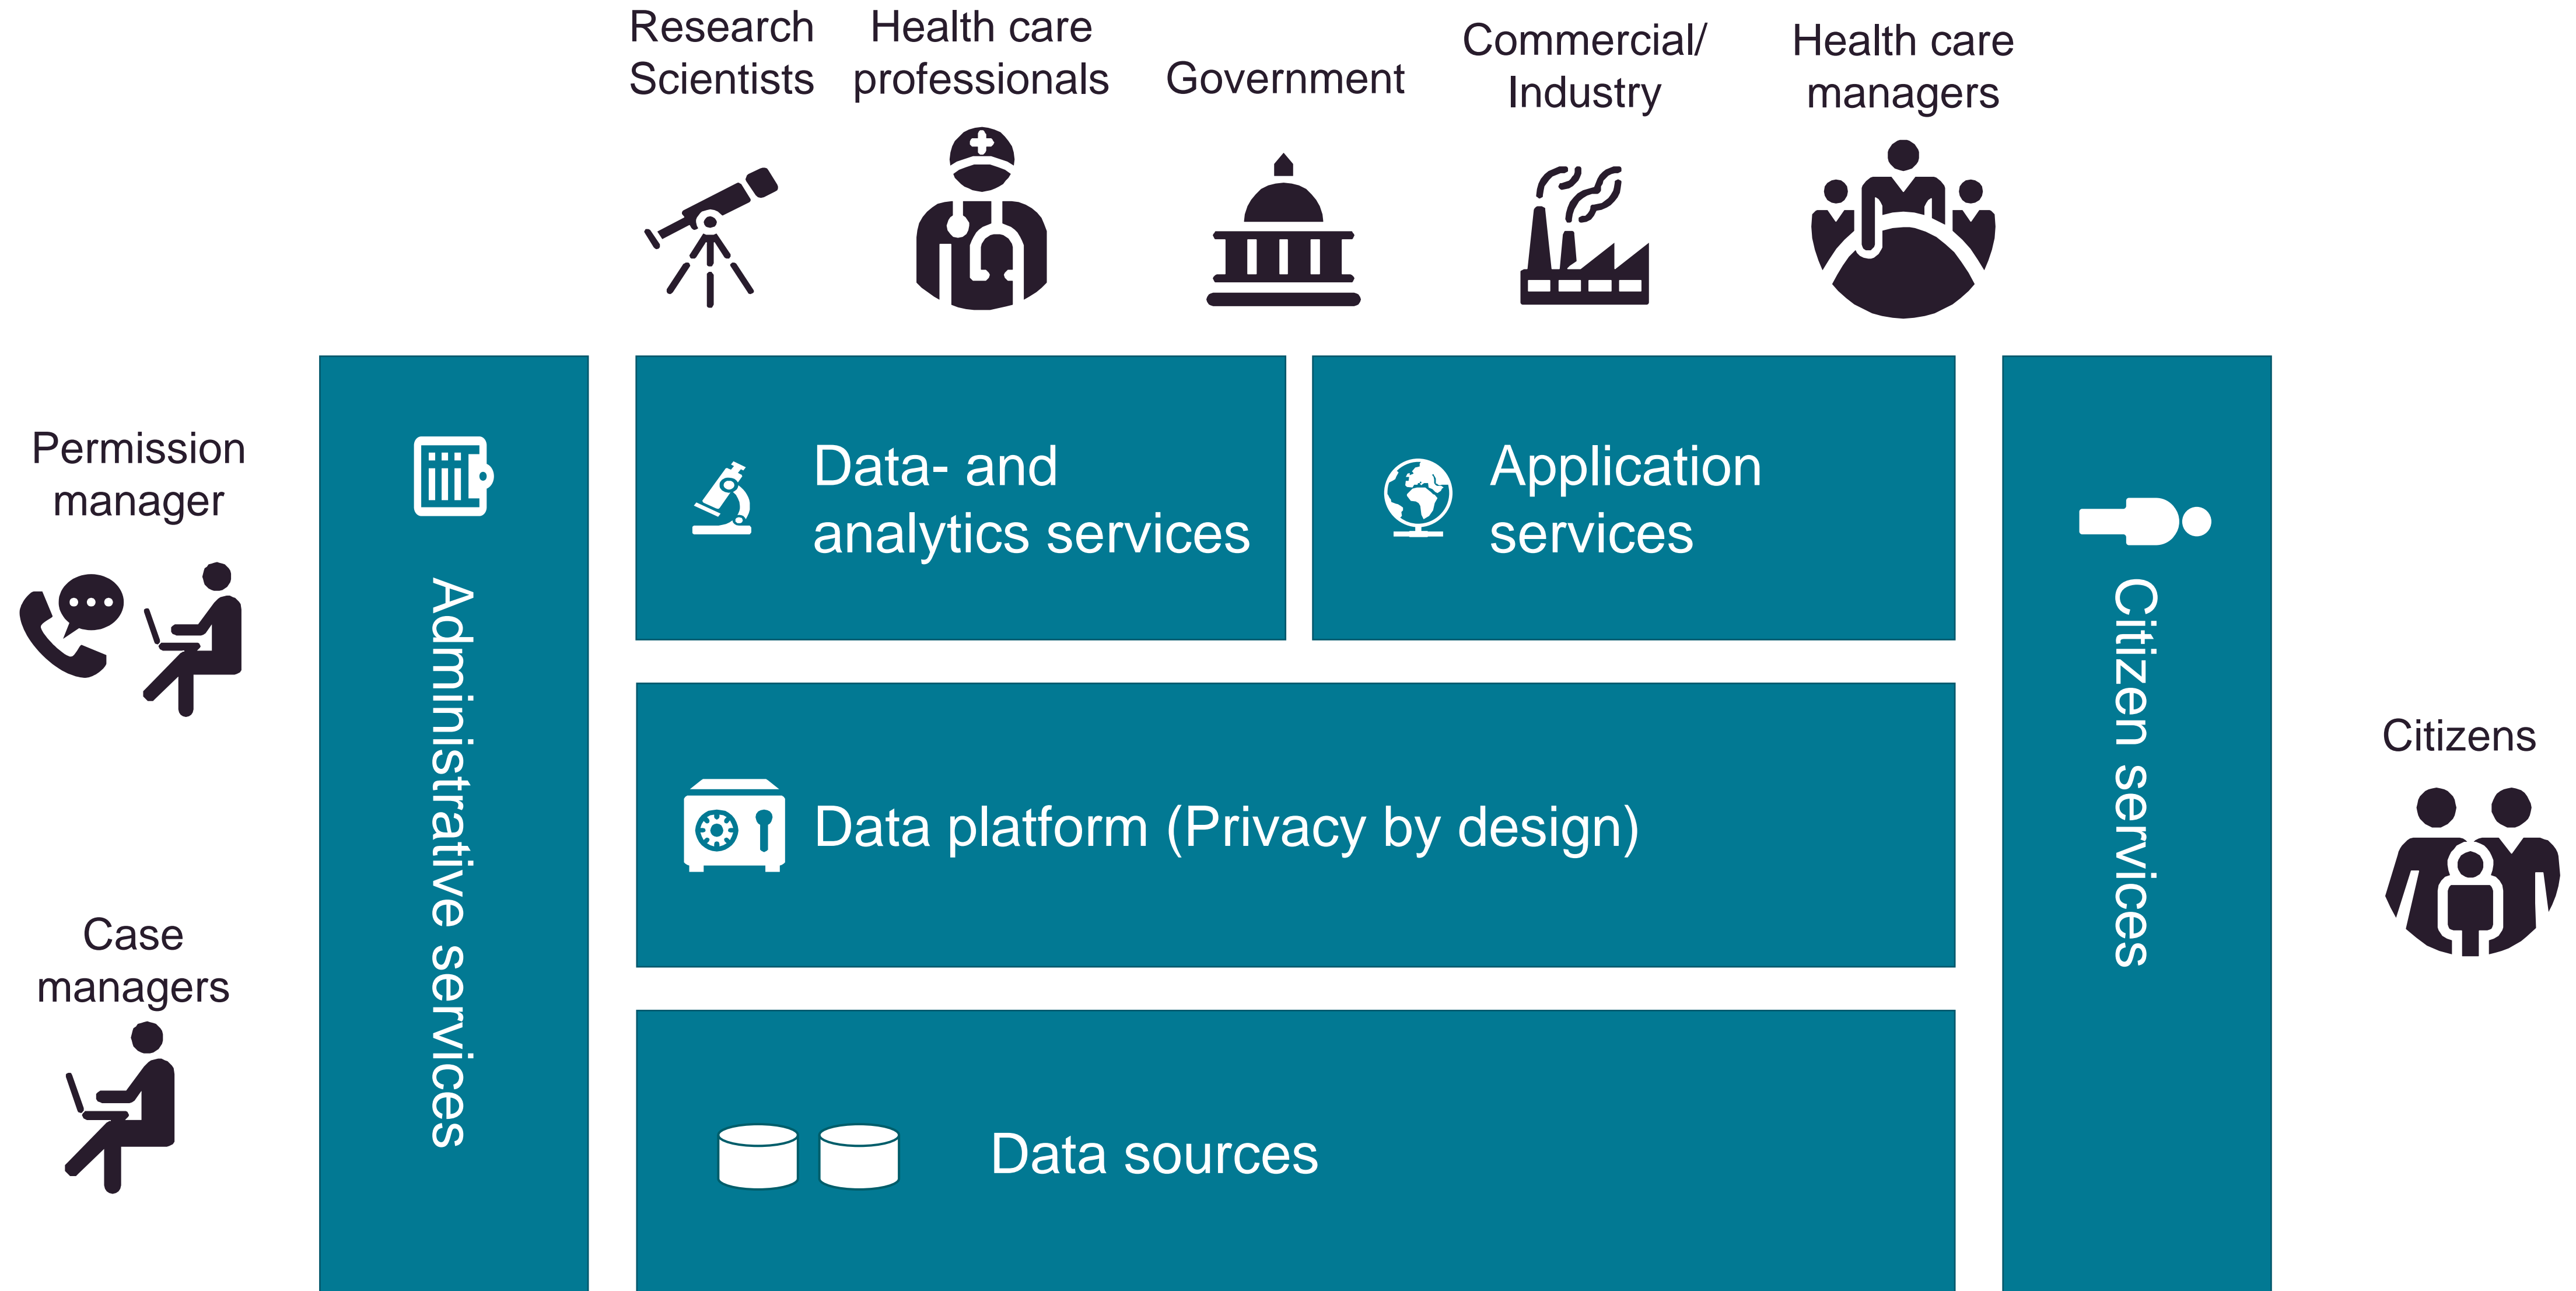 Research
Scientists
Health care
professionals
Government
Commercial/
Industry
Health care
managers
Permission
manager
Case
managers
Administrative services
Data- and
analytics services
Application
services
Data platform (Privacy by design)
Data sources
Citizen services
Citizens